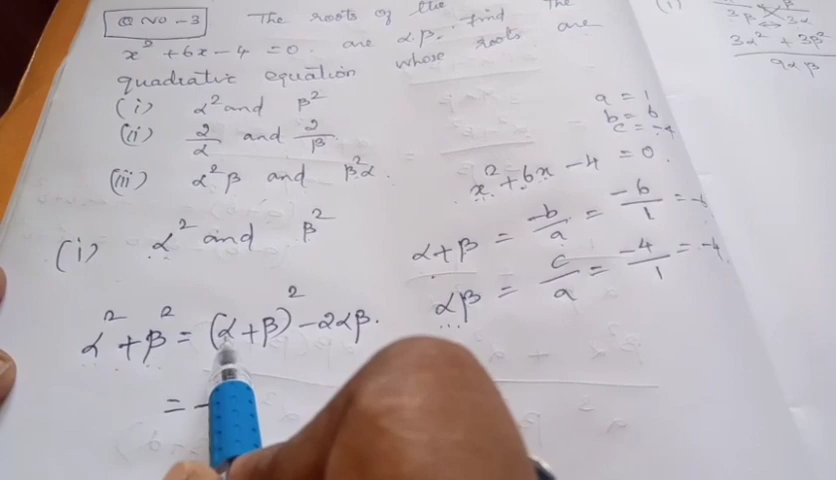 Q NO - 3 The roots of the
x² + 6x - 4 = 0. are α, β. find The
quadratic equation whose roots are
(i) α² and β²
(ii) 2/α and 2/β.
(iii) α²β and β²α.
a = 1
b = 6
c = -4
x² + 6x - 4 = 0.
α + β = -b/a = -6/1 = -6
αβ = c/a = -4/1 = -4.
(i) α² and β²
α² + β² = (α + β)² - 2αβ.
= -
(i)
3β 3α
3α² + 3β²
9αβ